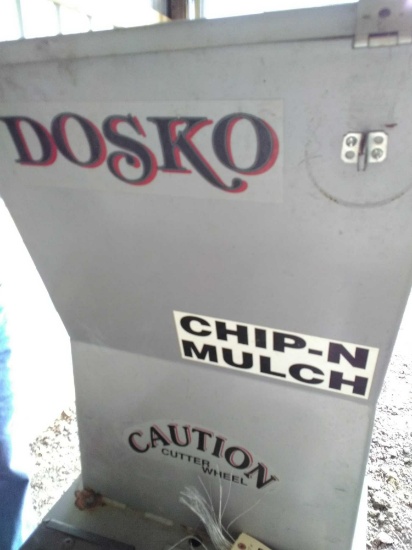 DOSKO
CHIP-N
MULCH
CAUTION
CUTTER
WHEEL